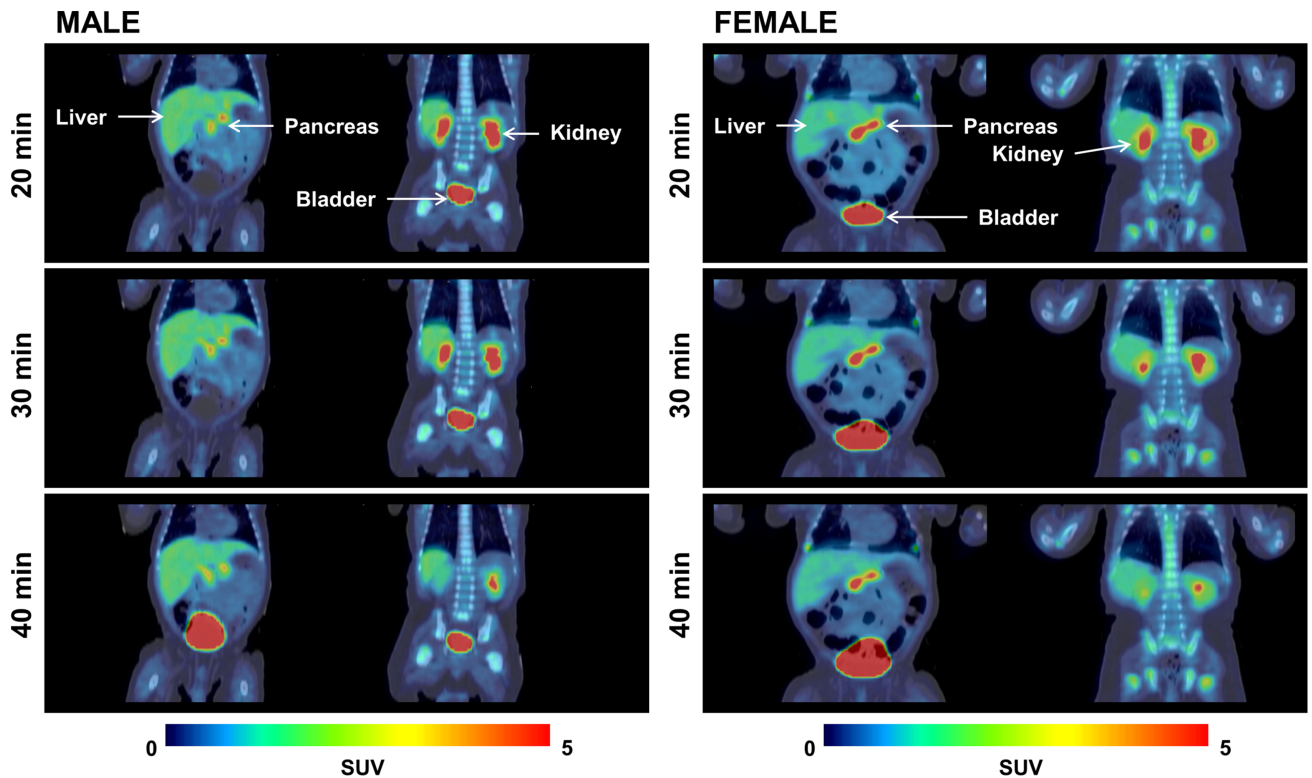 MALE
FEMALE
20 min
Liver
Pancreas
Kidney
Bladder
20 min
Liver
Pancreas
Kidney
Bladder
30 min
30 min
40 min
40 min
0
5
SUV
0
5
SUV